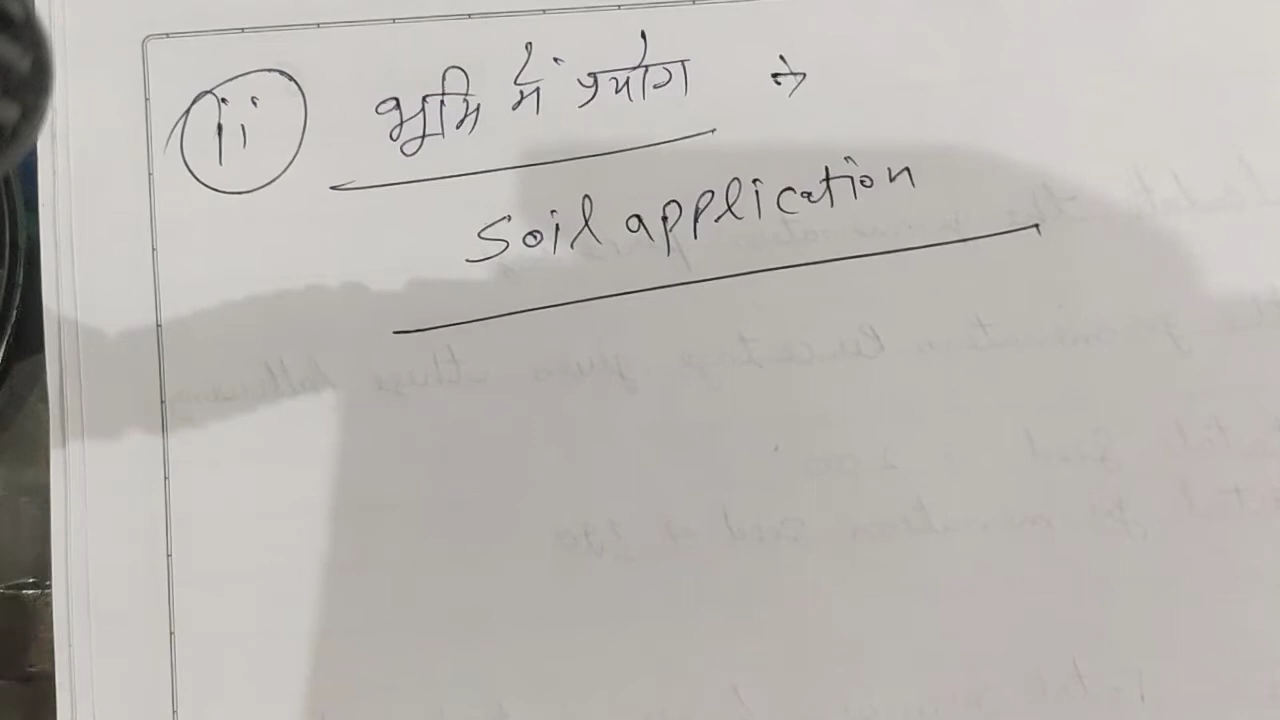 ii भूमि में प्रयोग →
Soil application